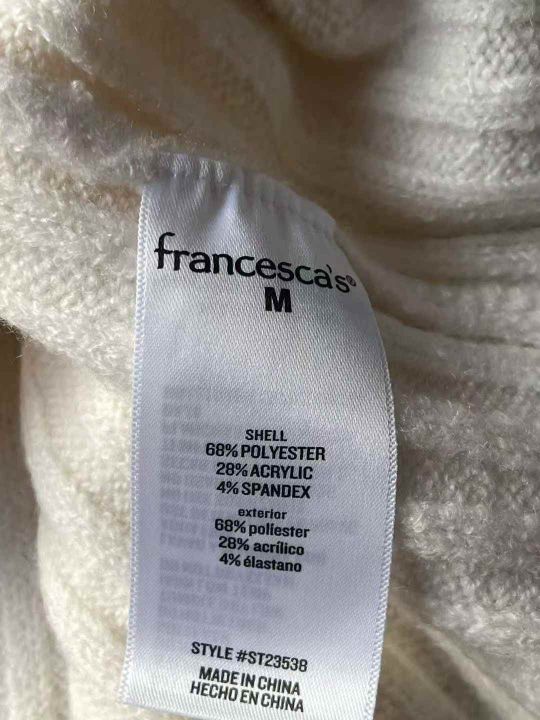 francesca's®
M
SHELL
68% POLYESTER
28% ACRYLIC
4% SPANDEX
exterior
68% poliester
28% acrílico
4% élastano
STYLE #ST23538
MADE IN CHINA
HECHO EN CHINA